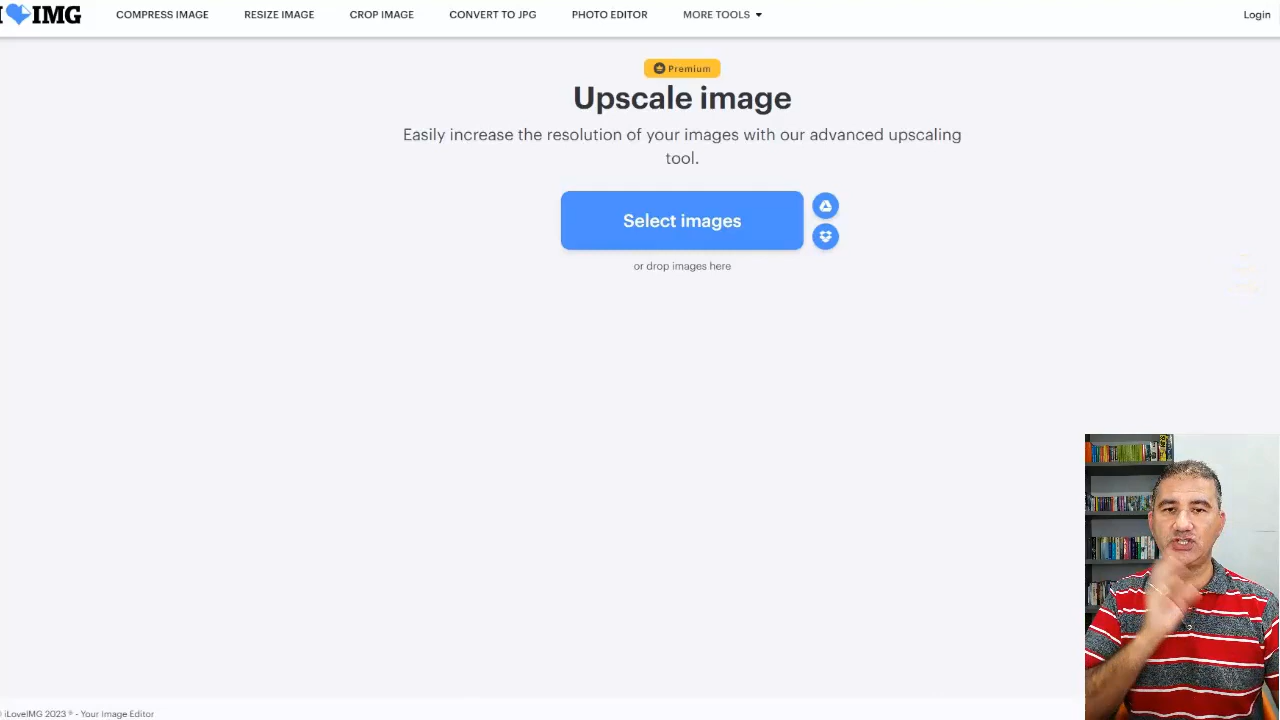 IMG
COMPRESS IMAGE
RESIZE IMAGE
CROP IMAGE
CONVERT TO JPG
PHOTO EDITOR
MORE TOOLS
Login
Premium
Upscale image
Easily increase the resolution of your images with our advanced upscaling
tool.
Select images
or drop images here
© iLoveIMG 2023 ® - Your Image Editor